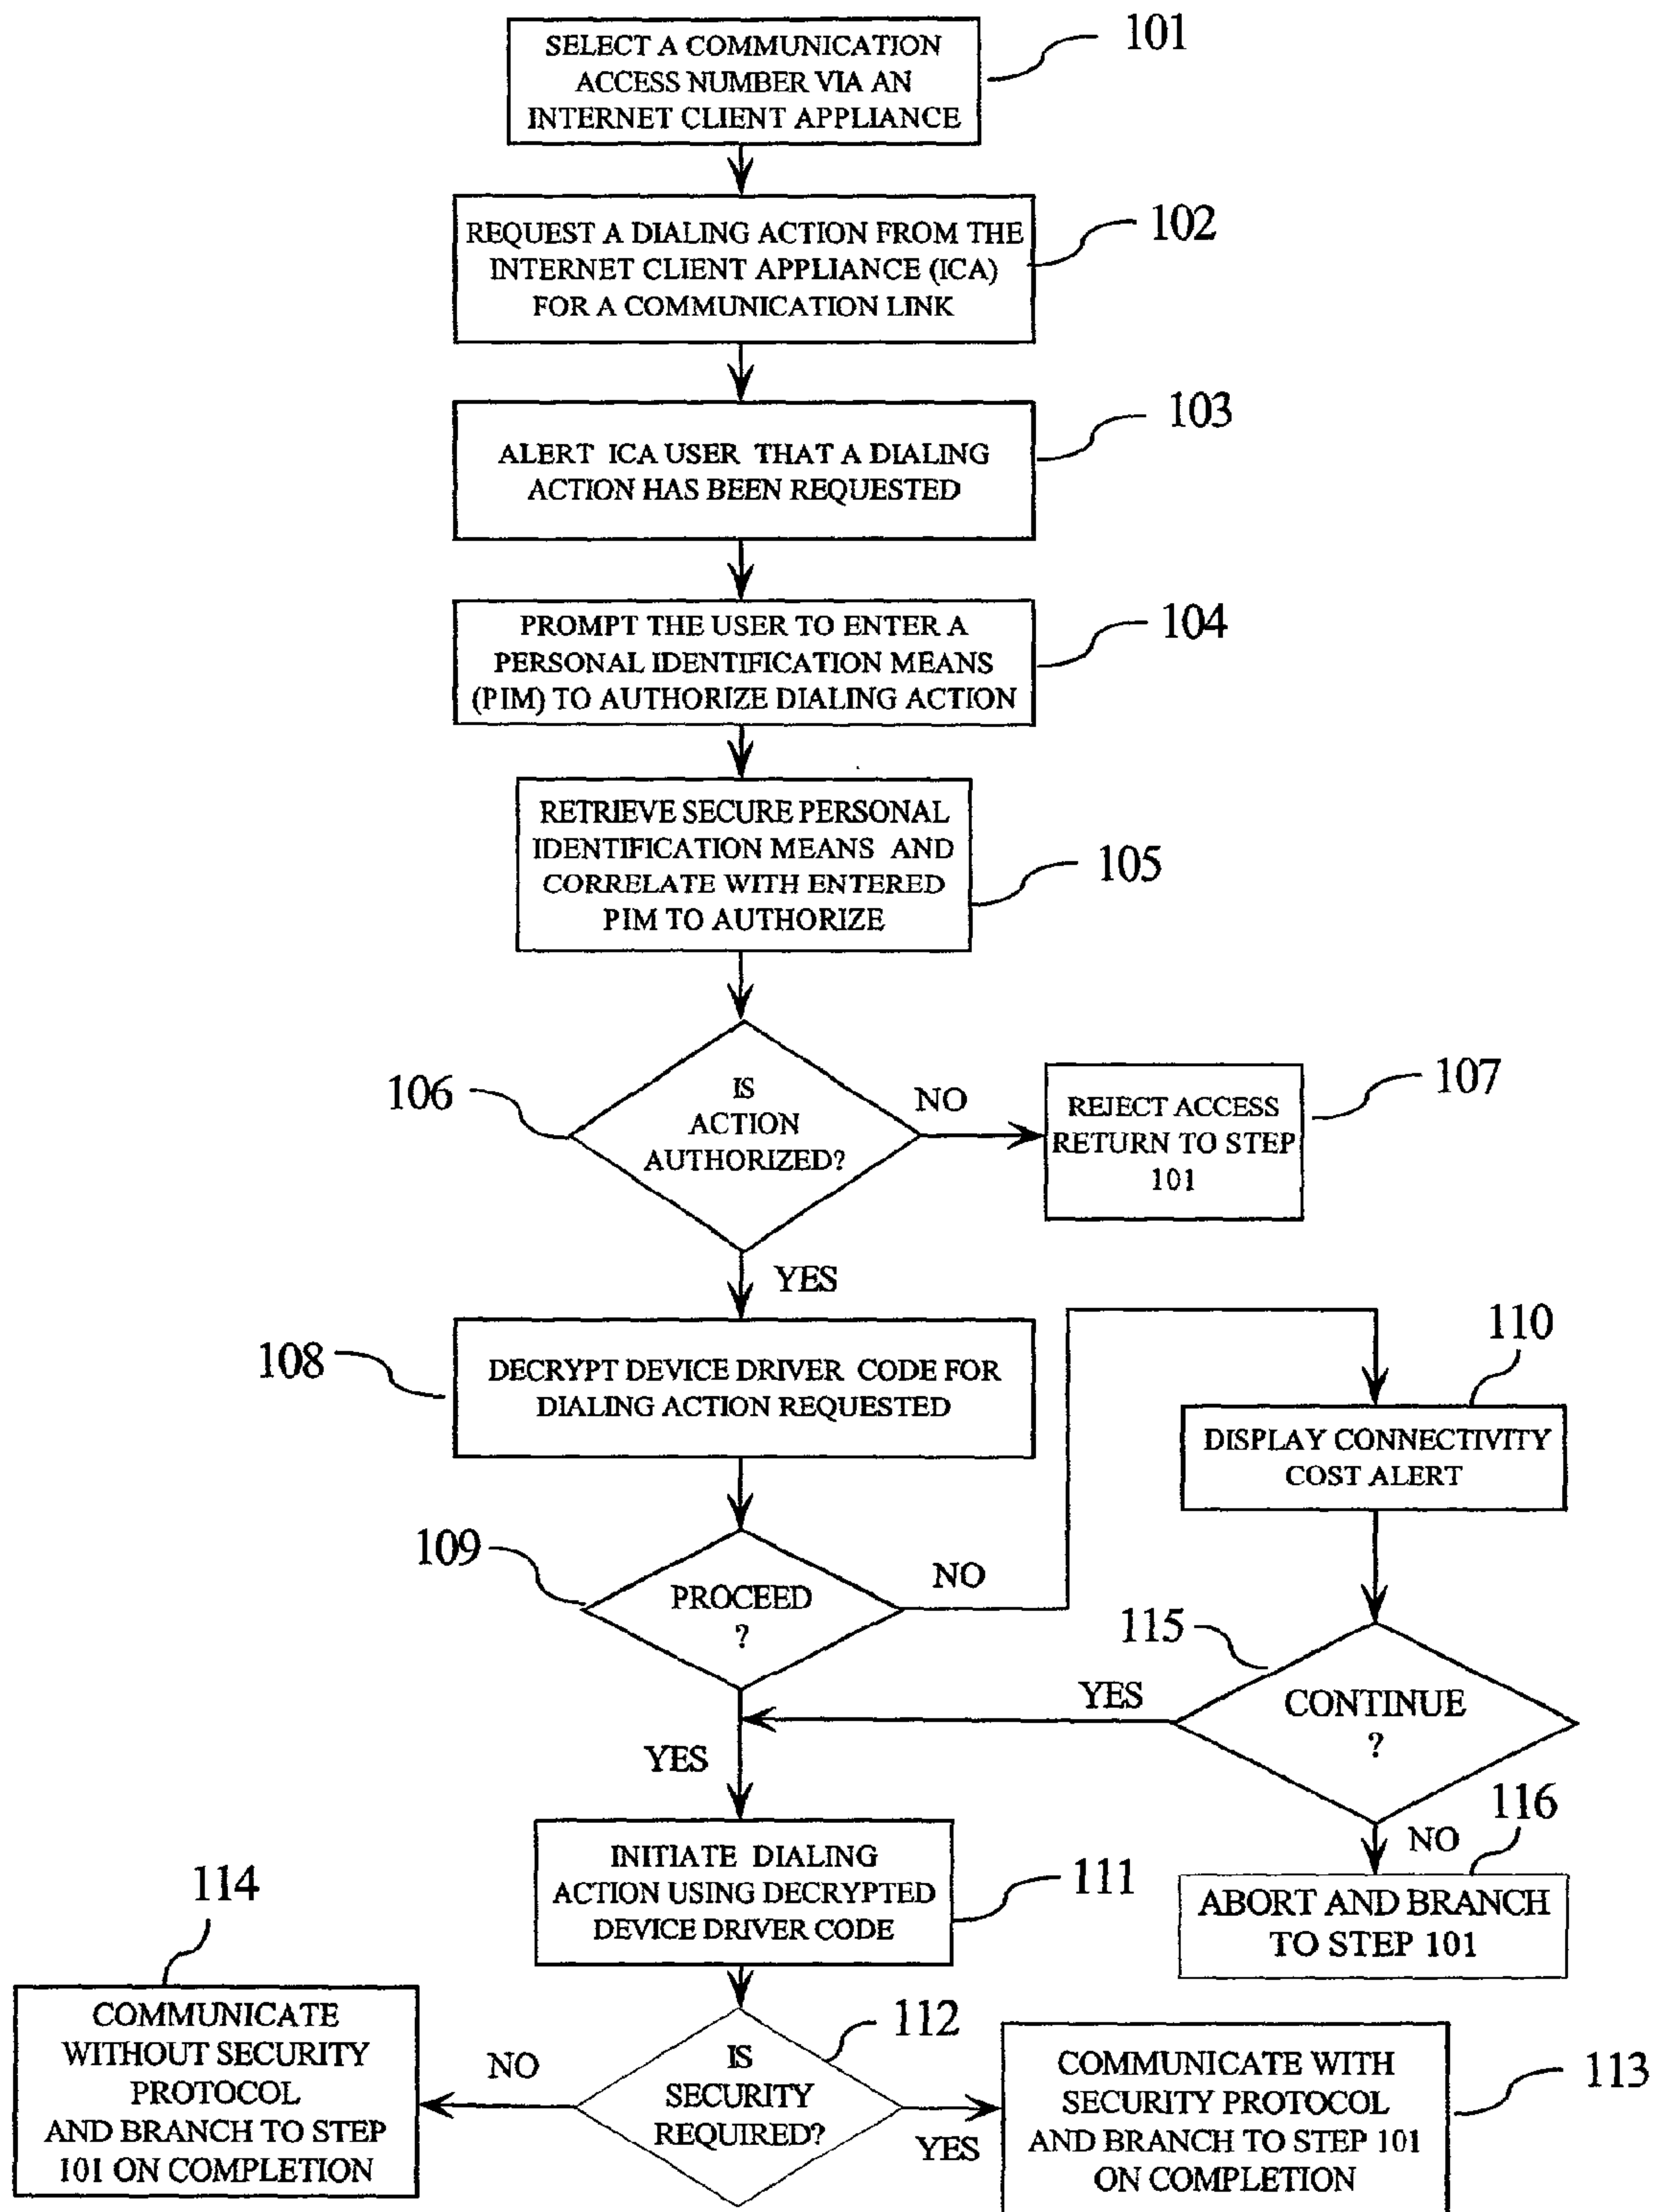 SELECT A COMMUNICATION
ACCESS NUMBER VIA AN
INTERNET CLIENT APPLIANCE
101
REQUEST A DIALING ACTION FROM THE
INTERNET CLIENT APPLIANCE (ICA)
FOR A COMMUNICATION LINK
102
ALERT ICA USER THAT A DIALING
ACTION HAS BEEN REQUESTED
103
PROMPT THE USER TO ENTER A
PERSONAL IDENTIFICATION MEANS
(PIM) TO AUTHORIZE DIALING ACTION
104
RETRIEVE SECURE PERSONAL
IDENTIFICATION MEANS AND
CORRELATE WITH ENTERED
PIM TO AUTHORIZE
105
106
IS
ACTION
AUTHORIZED?
NO
REJECT ACCESS
RETURN TO STEP
101
107
YES
108
DECRYPT DEVICE DRIVER CODE FOR
DIALING ACTION REQUESTED
110
DISPLAY CONNECTIVITY
COST ALERT
109
PROCEED
?
NO
115
CONTINUE
?
YES
YES
NO
116
ABORT AND BRANCH
TO STEP 101
INITIATE DIALING
ACTION USING DECRYPTED
DEVICE DRIVER CODE
111
114
COMMUNICATE
WITHOUT SECURITY
PROTOCOL
AND BRANCH TO STEP
101 ON COMPLETION
NO
IS
SECURITY
REQUIRED?
112
YES
COMMUNICATE WITH
SECURITY PROTOCOL
AND BRANCH TO STEP 101
ON COMPLETION
113